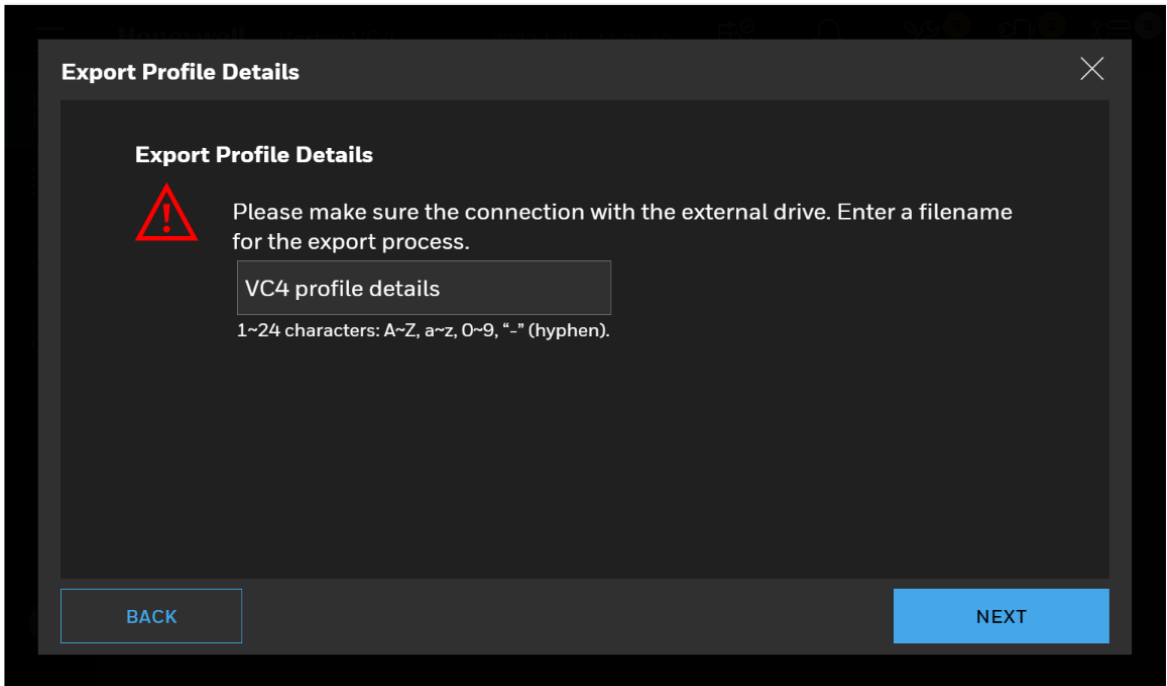 Honeywell
Export Profile Details
Export Profile Details
Please make sure the connection with the external drive. Enter a filename
for the export process.
VC4 profile details
1~24 characters: A~Z, a~z, 0~9, “-” (hyphen).
BACK
NEXT